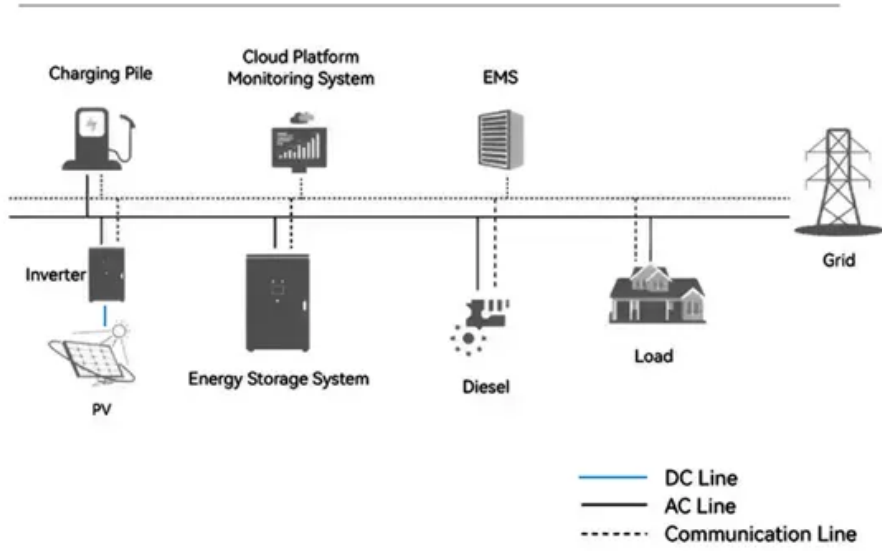 Charging Pile
Cloud Platform
Monitoring System
EMS
Grid
Inverter
Energy Storage System
Load
Diesel
PV
DC Line
AC Line
Communication Line